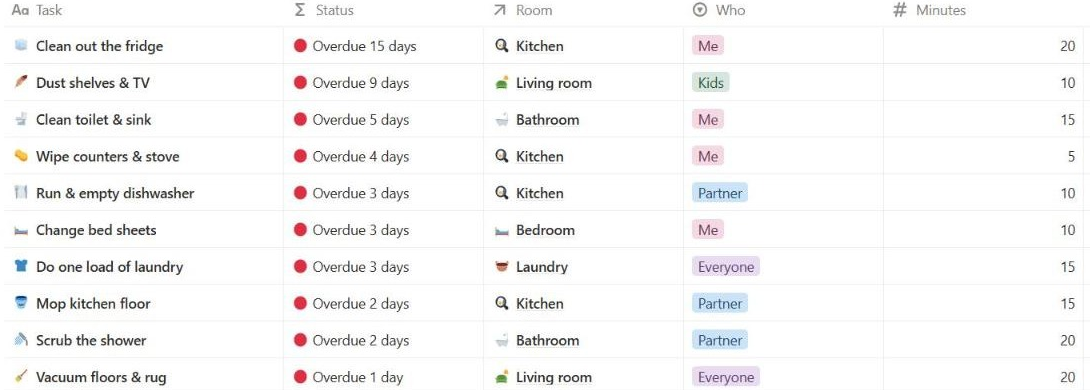 Aa Task Status Room Who # Minutes
Clean out the fridge Overdue 15 days Kitchen Me 20
Dust shelves & TV Overdue 9 days Living room Kids 10
Clean toilet & sink Overdue 5 days Bathroom Me 15
Wipe counters & stove Overdue 4 days Kitchen Me 5
Run & empty dishwasher Overdue 3 days Kitchen Partner 10
Change bed sheets Overdue 3 days Bedroom Me 10
Do one load of laundry Overdue 3 days Laundry Everyone 15
Mop kitchen floor Overdue 2 days Kitchen Partner 15
Scrub the shower Overdue 2 days Bathroom Partner 20
Vacuum floors & rug Overdue 1 day Living room Everyone 20